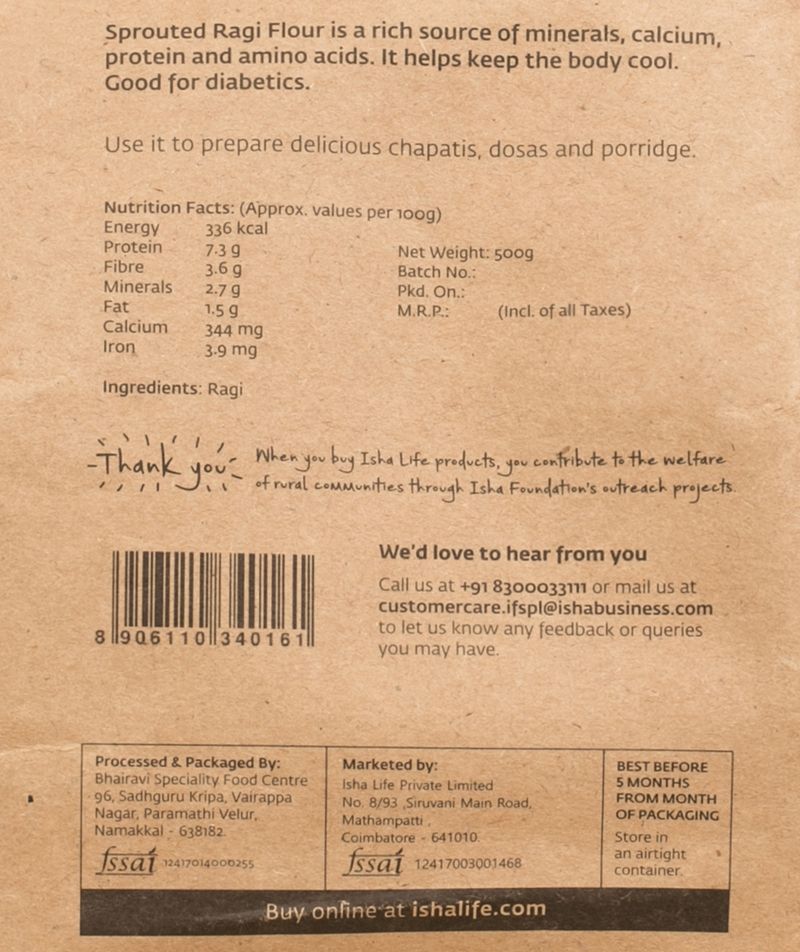 Sprouted Ragi Flour is a rich source of minerals, calcium,
protein and amino acids. It helps keep the body cool.
Good for diabetics.
Use it to prepare delicious chapatis, dosas and porridge.
Nutrition Facts: (Approx. values per 100g)
Energy 336 kcal
Protein 7.3 g
Fibre 3.6 g
Minerals 2.7 g
Fat 1.5 g
Calcium 344 mg
Iron 3.9 mg
Net Weight: 500g
Batch No.:
Pkd. On.:
M.R.P.: (Incl. of all Taxes)
Ingredients: Ragi
Thank you
When you buy Isha Life products, you contribute to the welfare
of rural communities through Isha Foundation's outreach projects.
8 906110 340161
We'd love to hear from you
Call us at +91 8300033111 or mail us at
customercare.ifspl@ishabusiness.com
to let us know any feedback or queries
you may have.
Processed & Packaged By:
Bhairavi Speciality Food Centre
96, Sadhguru Kripa, Vairappa
Nagar, Paramathi Velur,
Namakkal - 638182.
fssai 12417014000255
Marketed by:
Isha Life Private Limited
No. 8/93 ,Siruvani Main Road,
Mathampatti ,
Coimbatore - 641010.
fssai 12417003001468
BEST BEFORE
5 MONTHS
FROM MONTH
OF PACKAGING
Store in
an airtight
container.
Buy online at ishalife.com